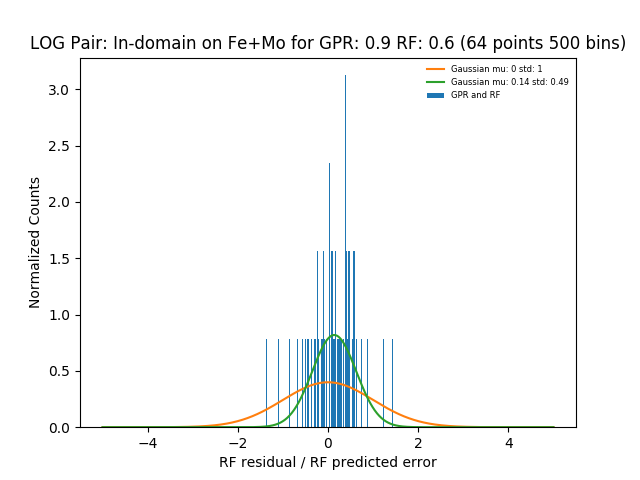 LOG Pair: In-domain on Fe+Mo for GPR: 0.9 RF: 0.6 (64 points 500 bins)
Gaussian mu: 0 std: 1
Gaussian mu: 0.14 std: 0.49
GPR and RF
Normalized Counts
3.0
2.5
2.0
1.5
1.0
0.5
0.0
−4 −2 0 2 4
RF residual / RF predicted error